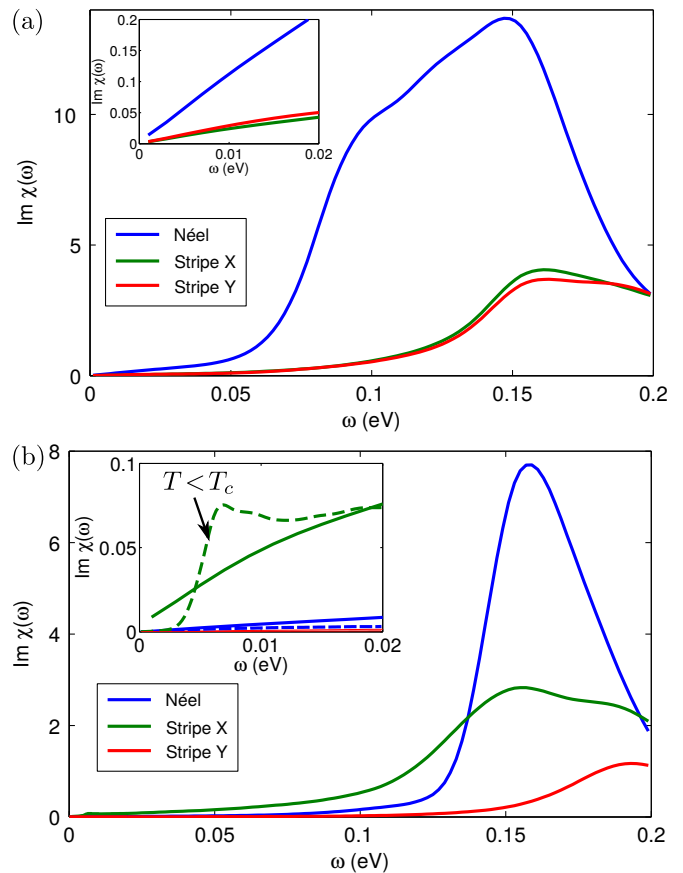 (a)
Im χ(ω)
10
5
0
0
0.05
0.1
0.15
0.2
ω (eV)
Im χ(ω)
0.2
0.15
0.1
0.05
0
0
0.01
0.02
ω (eV)
Néel
Stripe X
Stripe Y
(b)
Im χ(ω)
8
6
4
2
0
0
0.05
0.1
0.15
0.2
ω (eV)
Im χ(ω)
0.1
0.05
0
0
0.01
0.02
ω (eV)
T < Tc
Néel
Stripe X
Stripe Y